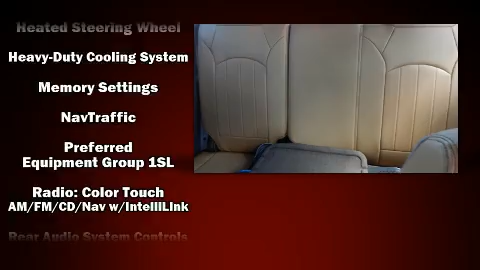 Heated Steering Wheel
Heavy-Duty Cooling System
Memory Settings
NavTraffic
Preferred
Equipment Group 1SL
Radio: Color Touch
AM/FM/CD/Nav w/IntelliLink
Rear Audio System Controls